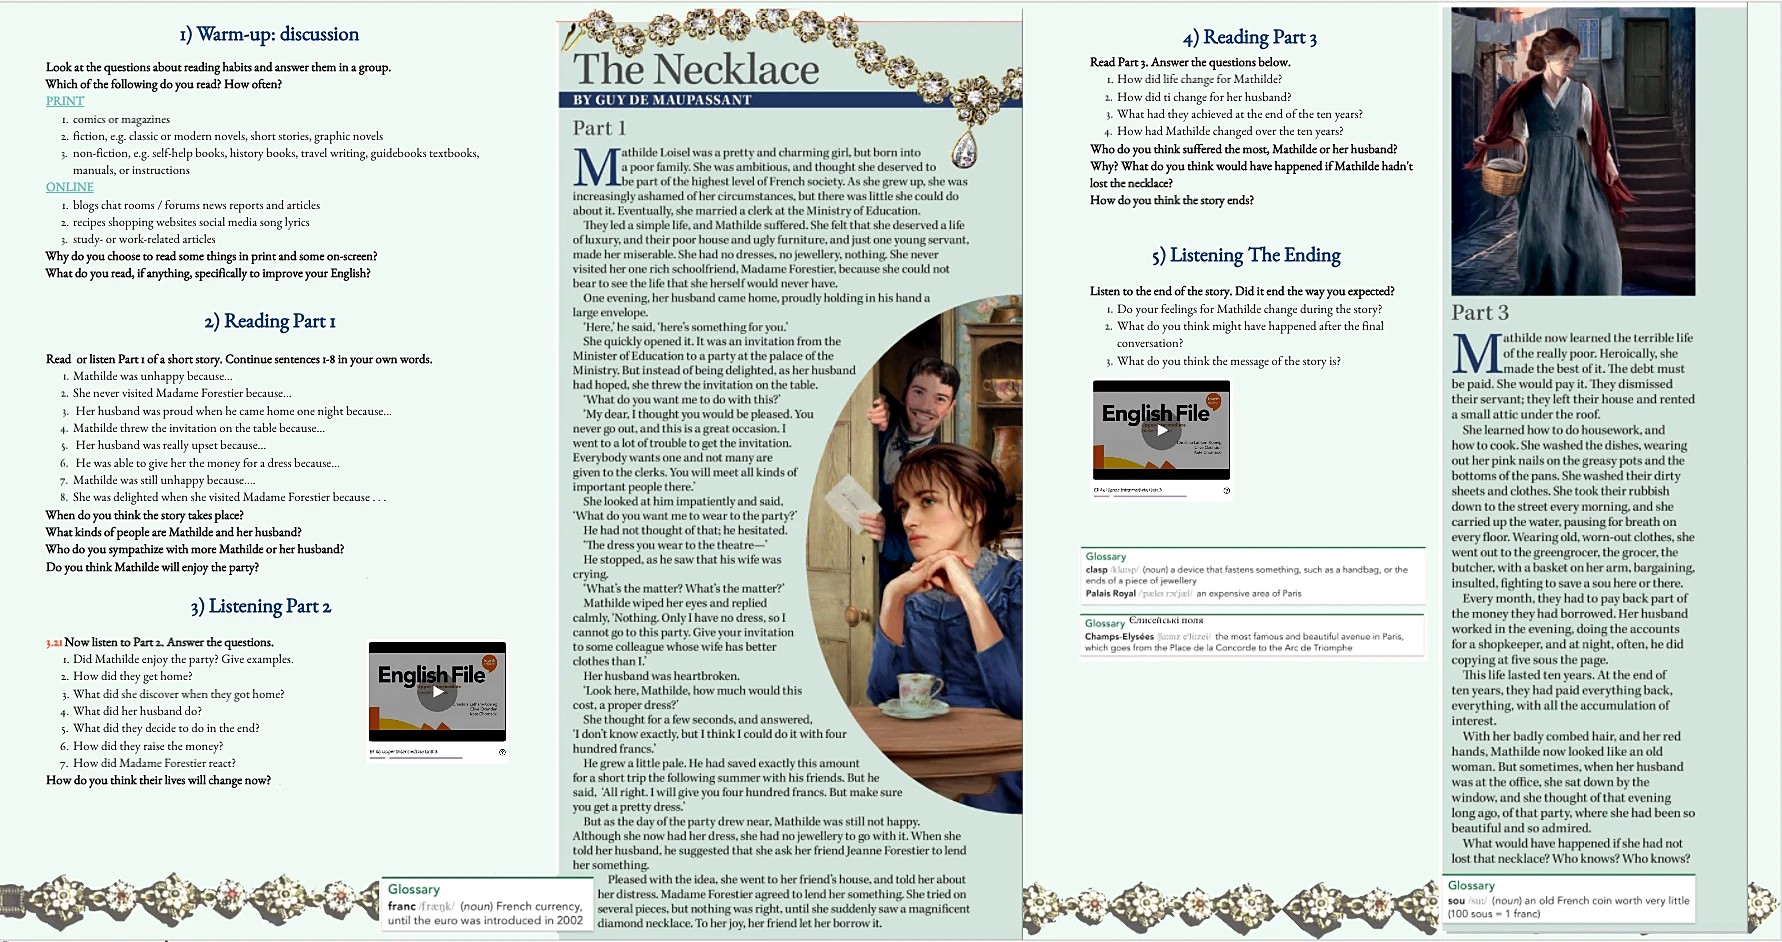 1) Warm-up: discussion
Look at the questions about reading habits and answer them in a group.
Which of the following do you read? How often?
PRINT
1. comics or magazines
2. fiction, e.g. classic or modern novels, short stories, graphic novels
3. non-fiction, e.g. self-help books, history books, travel writing, guidebooks textbooks,
manuals, or instructions
ONLINE
1. blogs chat rooms / forums news reports and articles
2. recipes shopping websites social media song lyrics
3. study- or work-related articles
Why do you choose to read some things in print and some on-screen?
What do you read, if anything, specifically to improve your English?
2) Reading Part 1
Read or listen Part 1 of a short story. Continue sentences 1-8 in your own words.
1. Mathilde was unhappy because...
2. She never visited Madame Forestier because...
3. Her husband was proud when he came home one night because...
4. Mathilde threw the invitation on the table because...
5. Her husband was really upset because...
6. He was able to give her the money for a dress because...
7. Mathilde was still unhappy because....
8. She was delighted when she visited Madame Forestier because . . .
When do you think the story takes place?
What kinds of people are Mathilde and her husband?
Who do you sympathize with more Mathilde or her husband?
Do you think Mathilde will enjoy the party?
3) Listening Part 2
3.21 Now listen to Part 2. Answer the questions.
1. Did Mathilde enjoy the party? Give examples.
2. How did they get home?
3. What did she discover when they got home?
4. What did her husband do?
5. What did they decide to do in the end?
6. How did they raise the money?
7. How did Madame Forestier react?
How do you think their lives will change now?
English File
Glossary
franc /fræŋk/ (noun) French currency,
until the euro was introduced in 2002
The Necklace
BY GUY DE MAUPASSANT
Part 1
Mathilde Loisel was a pretty and charming girl, but born into
a poor family. She was ambitious, and thought she deserved to
be part of the highest level of French society. As she grew up, she was
increasingly ashamed of her circumstances, but there was little she could do
about it. Eventually, she married a clerk at the Ministry of Education.
They led a simple life, and Mathilde suffered. She felt that she deserved a life
of luxury, and their poor house and ugly furniture, and just one young servant,
made her miserable. She had no dresses, no jewellery, nothing. She never
visited her one rich schoolfriend, Madame Forestier, because she could not
bear to see the life that she herself would never have.
One evening, her husband came home, proudly holding in his hand a
large envelope.
'Here,' he said, 'here's something for you.'
She quickly opened it. It was an invitation from the
Minister of Education to a party at the palace of the
Ministry. But instead of being delighted, as her husband
had hoped, she threw the invitation on the table.
'What do you want me to do with this?'
'My dear, I thought you would be pleased. You
never go out, and this is a great occasion. I
went to a lot of trouble to get the invitation.
Everybody wants one and not many are
given to the clerks. You will meet all kinds of
important people there.'
She looked at him impatiently and said,
'What do you want me to wear to the party?'
He had not thought of that; he hesitated.
'The dress you wear to the theatre—'
He stopped, as he saw that his wife was
crying.
'What's the matter? What's the matter?'
Mathilde wiped her eyes and replied
calmly, 'Nothing. Only I have no dress, so I
cannot go to this party. Give your invitation
to some colleague whose wife has better
clothes than I.'
Her husband was heartbroken.
'Look here, Mathilde, how much would this
cost, a proper dress?'
She thought for a few seconds, and answered,
'I don't know exactly, but I think I could do it with four
hundred francs.'
He grew a little pale. He had saved exactly this amount
for a short trip the following summer with his friends. But he
said, 'All right. I will give you four hundred francs. But make sure
you get a pretty dress.'
But as the day of the party drew near, Mathilde was still not happy.
Although she now had her dress, she had no jewellery to go with it. When she
told her husband, he suggested that she ask her friend Jeanne Forestier to lend
her something.
Pleased with the idea, she went to her friend's house, and told her about
her distress. Madame Forestier agreed to lend her something. She tried on
several pieces, but nothing was right, until she suddenly saw a magnificent
diamond necklace. To her joy, her friend let her borrow it.
4) Reading Part 3
Read Part 3. Answer the questions below.
1. How did life change for Mathilde?
2. How did ti change for her husband?
3. What had they achieved at the end of the ten years?
4. How had Mathilde changed over the ten years?
Who do you think suffered the most, Mathilde or her husband?
Why? What do you think would have happened if Mathilde hadn't
lost the necklace?
How do you think the story ends?
5) Listening The Ending
Listen to the end of the story. Did it end the way you expected?
1. Do your feelings for Mathilde change during the story?
2. What do you think might have happened after the final
conversation?
3. What do you think the message of the story is?
English File
Glossary
clasp /klɑːsp/ (noun) a device that fastens something, such as a handbag, or the
ends of a piece of jewellery
Palais Royal an expensive area of Paris
Glossary Єлисейські поля
Champs-Elysées the most famous and beautiful avenue in Paris,
which goes from the Place de la Concorde to the Arc de Triomphe
Part 3
Mathilde now learned the terrible life
of the really poor. Heroically, she
made the best of it. The debt must
be paid. She would pay it. They dismissed
their servant; they left their house and rented
a small attic under the roof.
She learned how to do housework, and
how to cook. She washed the dishes, wearing
out her pink nails on the greasy pots and the
bottoms of the pans. She washed their dirty
sheets and clothes. She took their rubbish
down to the street every morning, and she
carried up the water, pausing for breath on
every floor. Wearing old, worn-out clothes, she
went out to the greengrocer, the grocer, the
butcher, with a basket on her arm, bargaining,
insulted, fighting to save a sou here or there.
Every month, they had to pay back part of
the money they had borrowed. Her husband
worked in the evening, doing the accounts
for a shopkeeper, and at night, often, he did
copying at five sous the page.
This life lasted ten years. At the end of
ten years, they had paid everything back,
everything, with all the accumulation of
interest.
With her badly combed hair, and her red
hands, Mathilde now looked like an old
woman. But sometimes, when her husband
was at the office, she sat down by the
window, and she thought of that evening
long ago, of that party, where she had been so
beautiful and so admired.
What would have happened if she had not
lost that necklace? Who knows? Who knows?
Glossary
sou /suː/ (noun) an old French coin worth very little
(100 sous = 1 franc)